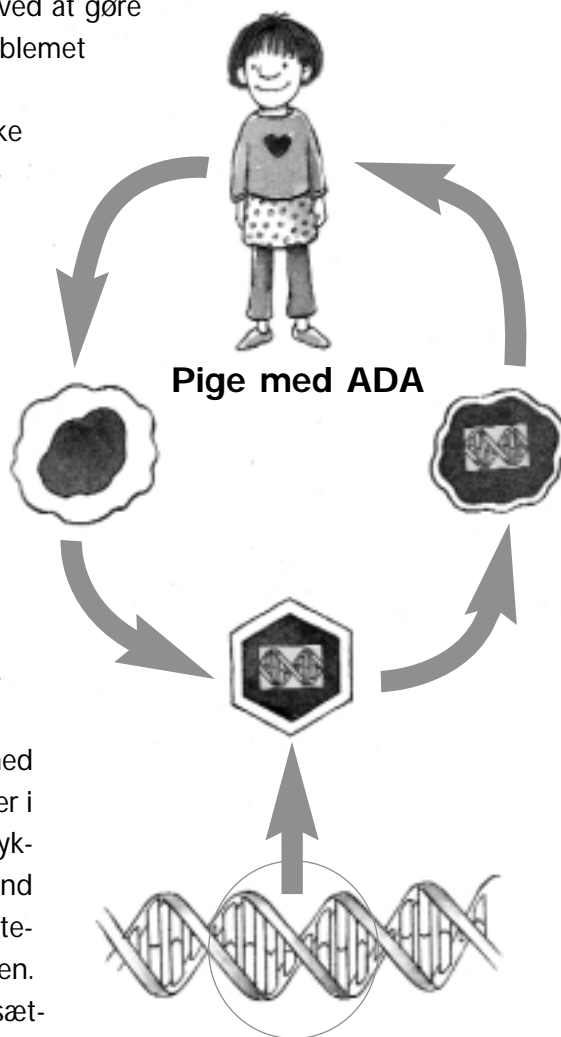 ved at gøre
blemet
ke
Pige med ADA
ned
er i
yk-
nd
te-
en.
sæt-